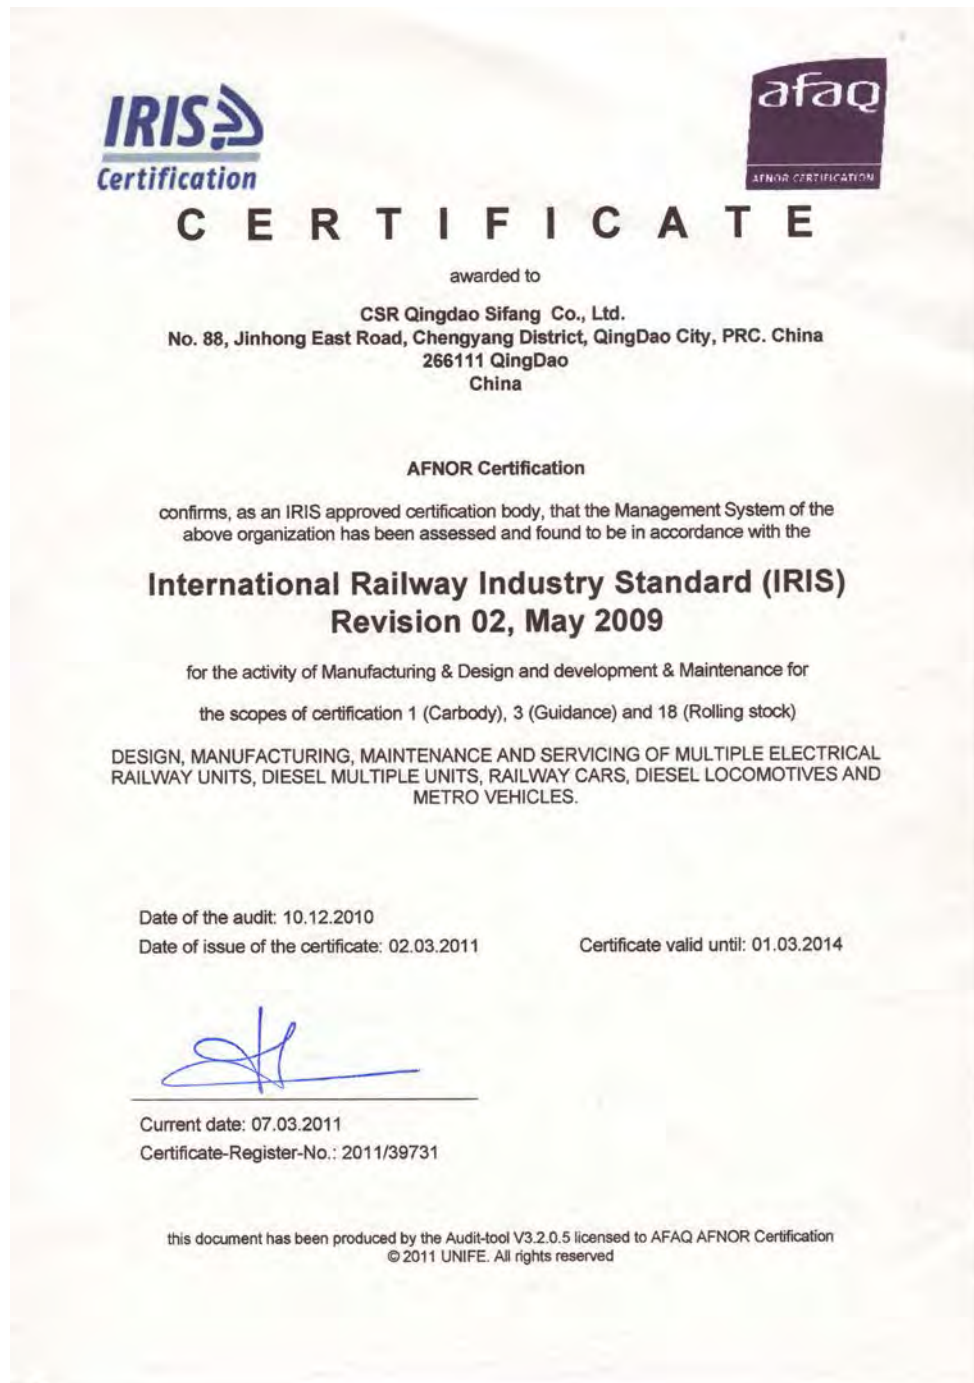 IRIS
Certification
afaq
AFNOR CERTIFICATION
CERTIFICATE
awarded to
CSR Qingdao Sifang Co., Ltd.
No. 88, Jinhong East Road, Chengyang District, QingDao City, PRC. China
266111 QingDao
China
AFNOR Certification
confirms, as an IRIS approved certification body, that the Management System of the
above organization has been assessed and found to be in accordance with the
International Railway Industry Standard (IRIS)
Revision 02, May 2009
for the activity of Manufacturing & Design and development & Maintenance for
the scopes of certification 1 (Carbody), 3 (Guidance) and 18 (Rolling stock)
DESIGN, MANUFACTURING, MAINTENANCE AND SERVICING OF MULTIPLE ELECTRICAL
RAILWAY UNITS, DIESEL MULTIPLE UNITS, RAILWAY CARS, DIESEL LOCOMOTIVES AND
METRO VEHICLES.
Date of the audit: 10.12.2010
Date of issue of the certificate: 02.03.2011
Certificate valid until: 01.03.2014
Current date: 07.03.2011
Certificate-Register-No.: 2011/39731
this document has been produced by the Audit-tool V3.2.0.5 licensed to AFAQ AFNOR Certification
© 2011 UNIFE. All rights reserved